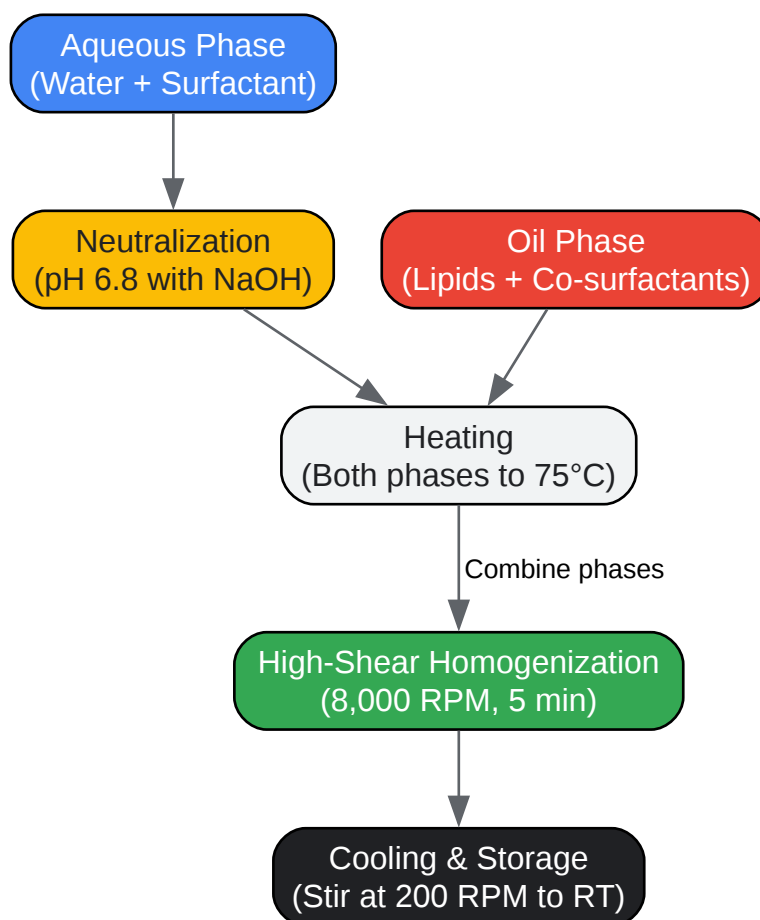 Aqueous Phase
(Water + Surfactant)
Neutralization
(pH 6.8 with NaOH)
Oil Phase
(Lipids + Co-surfactants)
Heating
(Both phases to 75°C)
Combine phases
High-Shear Homogenization
(8,000 RPM, 5 min)
Cooling & Storage
(Stir at 200 RPM to RT)